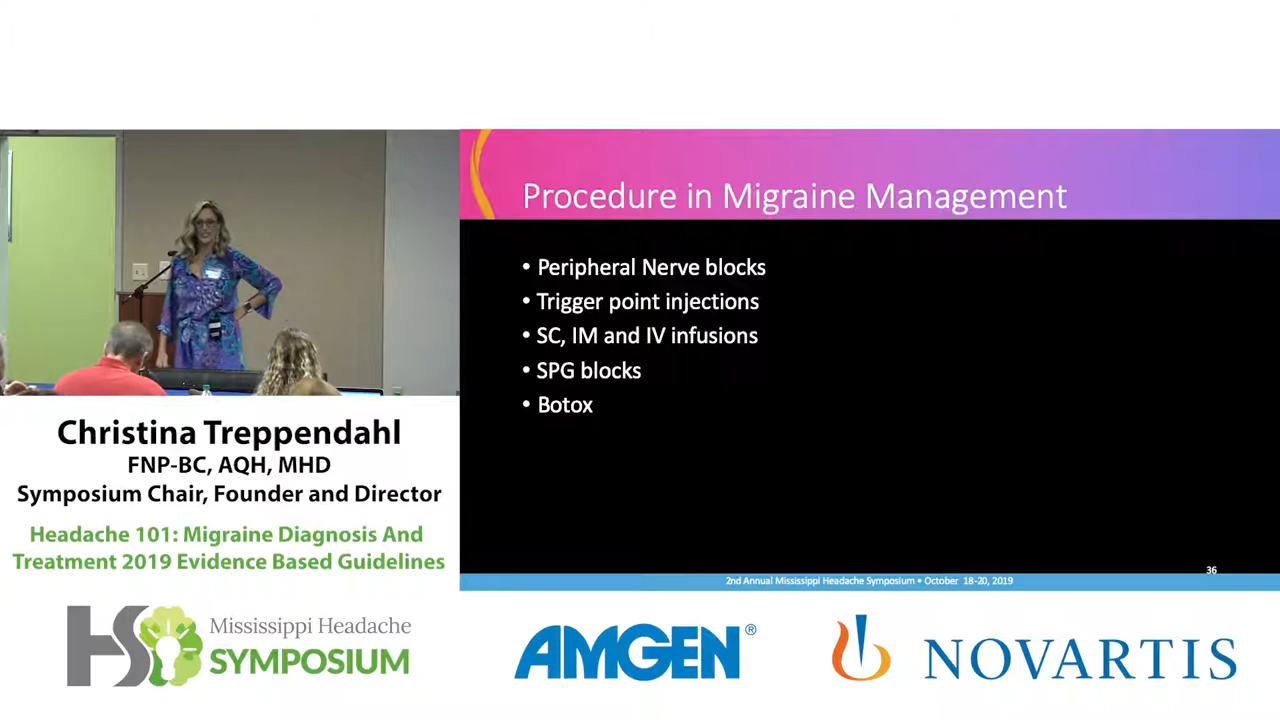 Procedure in Migraine Management
• Peripheral Nerve blocks
• Trigger point injections
• SC, IM and IV infusions
• SPG blocks
• Botox
36
2nd Annual Mississippi Headache Symposium • October 18-20, 2019
Christina Treppendahl
FNP-BC, AQH, MHD
Symposium Chair, Founder and Director
Headache 101: Migraine Diagnosis And
Treatment 2019 Evidence Based Guidelines
HS
Mississippi Headache
SYMPOSIUM
AMGEN®
NOVARTIS